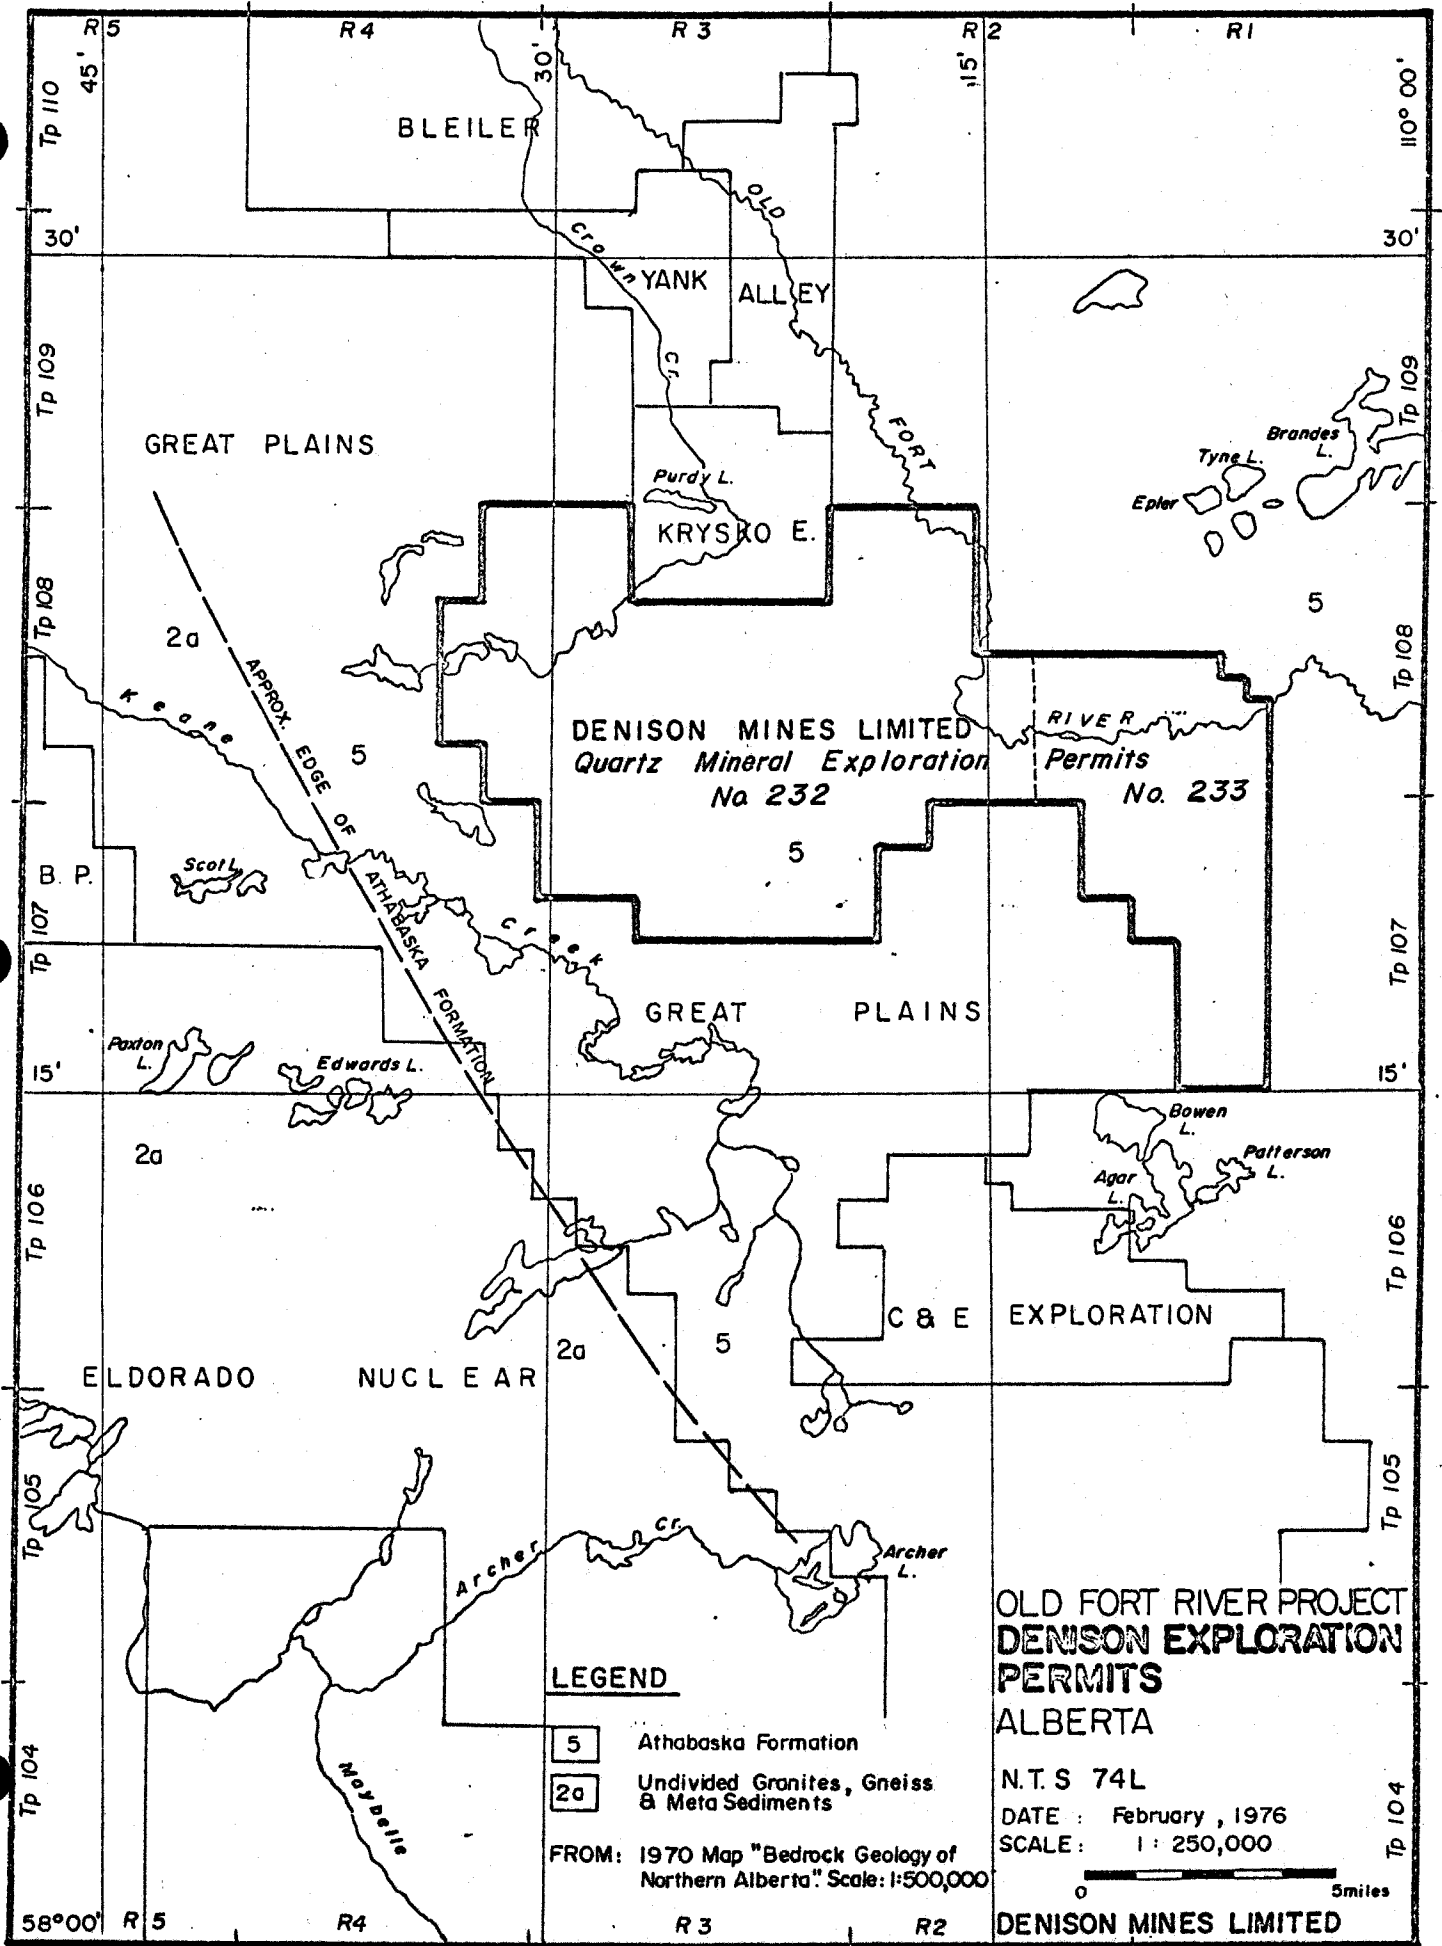 R5 R4 R3 R2 R1
45' 30' 15' 110° 00'
Tp 110
BLEILER
OLD
30' 30'
Crown
YANK ALLEY
Cr.
Tp 109 Tp 109
GREAT PLAINS
FORT
Brandes
L.
Tyne L.
Epler
Purdy L.
KRYSKO E.
Tp 108 Tp 108
5
2a
Keane
APPROX. EDGE OF ATHABASKA FORMATION
5
RIVER
DENISON MINES LIMITED
Quartz Mineral Exploration Permits
No. 232 No. 233
5
B. P.
Scot L.
Creek
Tp 107 Tp 107
GREAT PLAINS
Paxton
L.
Edwards L.
15' 15'
2a
Bowen
L.
Patterson
L.
Agar
L.
Tp 106 Tp 106
C & E EXPLORATION
2a 5
ELDORADO NUCLEAR
Tp 105 Tp 105
Archer Cr.
Archer
L.
Maybelle
Tp 104 Tp 104
LEGEND
5 Athabaska Formation
2a Undivided Granites, Gneiss
& Meta Sediments
FROM: 1970 Map "Bedrock Geology of
Northern Alberta". Scale: 1:500,000
OLD FORT RIVER PROJECT
DENISON EXPLORATION
PERMITS
ALBERTA
N.T.S 74L
DATE : February , 1976
SCALE : 1 : 250,000
0 5miles
DENISON MINES LIMITED
58°00' R5 R4 R3 R2